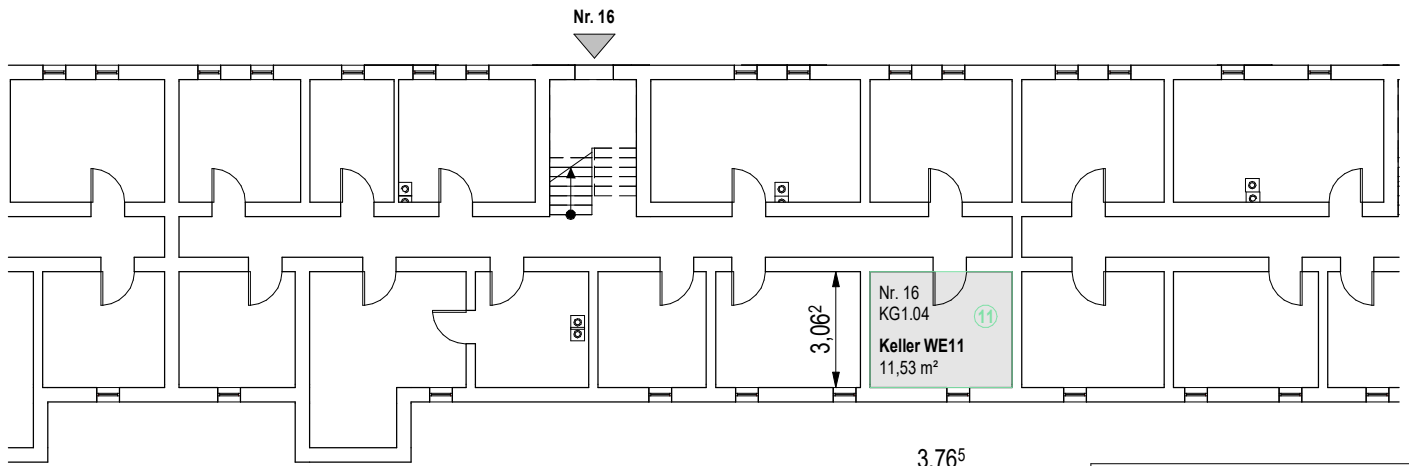 Nr. 16
Nr. 16
KG1.04
11
Keller WE11
11,53 m²
3,06²
3,76⁵